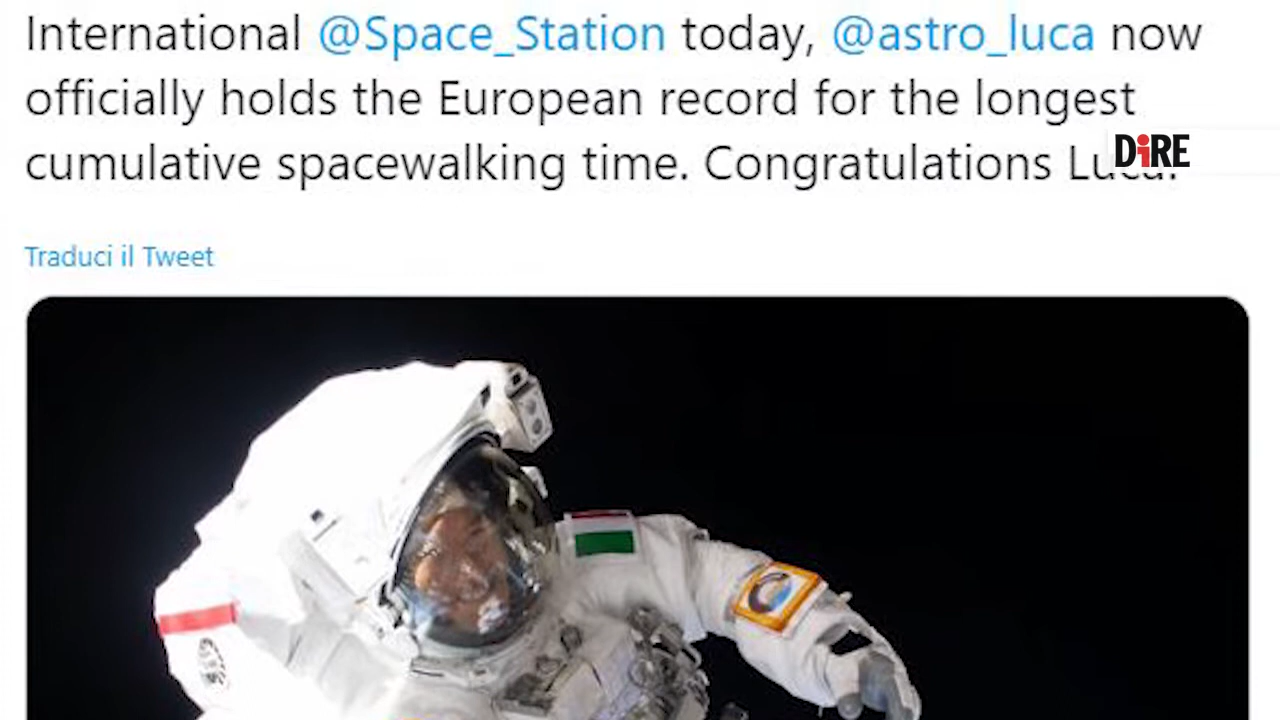 International @Space_Station today, @astro_luca now
officially holds the European record for the longest
cumulative spacewalking time. Congratulations
DiRE
Traduci il Tweet